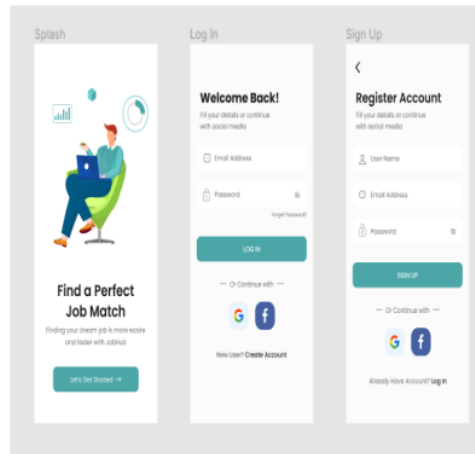 Splash
Find a Perfect
Job Match
Finding your dream job is more easire
and faster with JobHub
Let's Get Started →
Log In
Welcome Back!
Fill your details or continue
with social media
Email Address
Password
Forget Password?
LOG IN
Or Continue with
G f
New User? Create Account
Sign Up
Register Account
Fill your details or continue
with social media
User Name
Email Address
Password
SIGN UP
Or Continue with
G f
Already Have Account? Log In